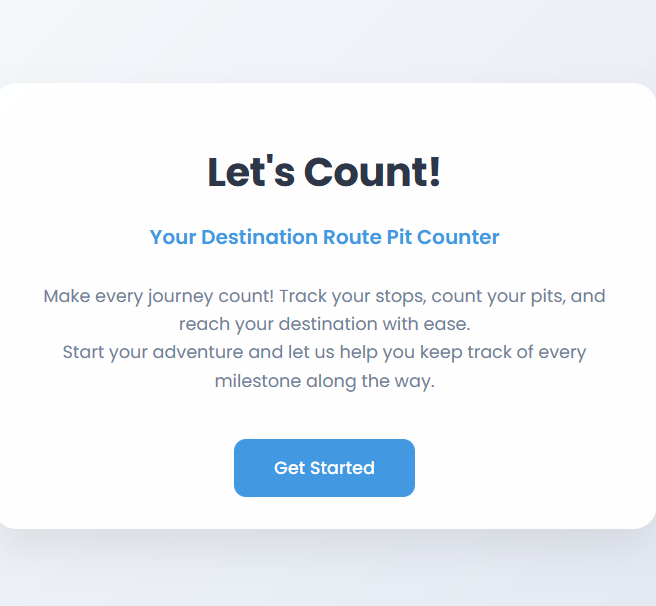 Let's Count!
Your Destination Route Pit Counter
Make every journey count! Track your stops, count your pits, and
reach your destination with ease.
Start your adventure and let us help you keep track of every
milestone along the way.
Get Started